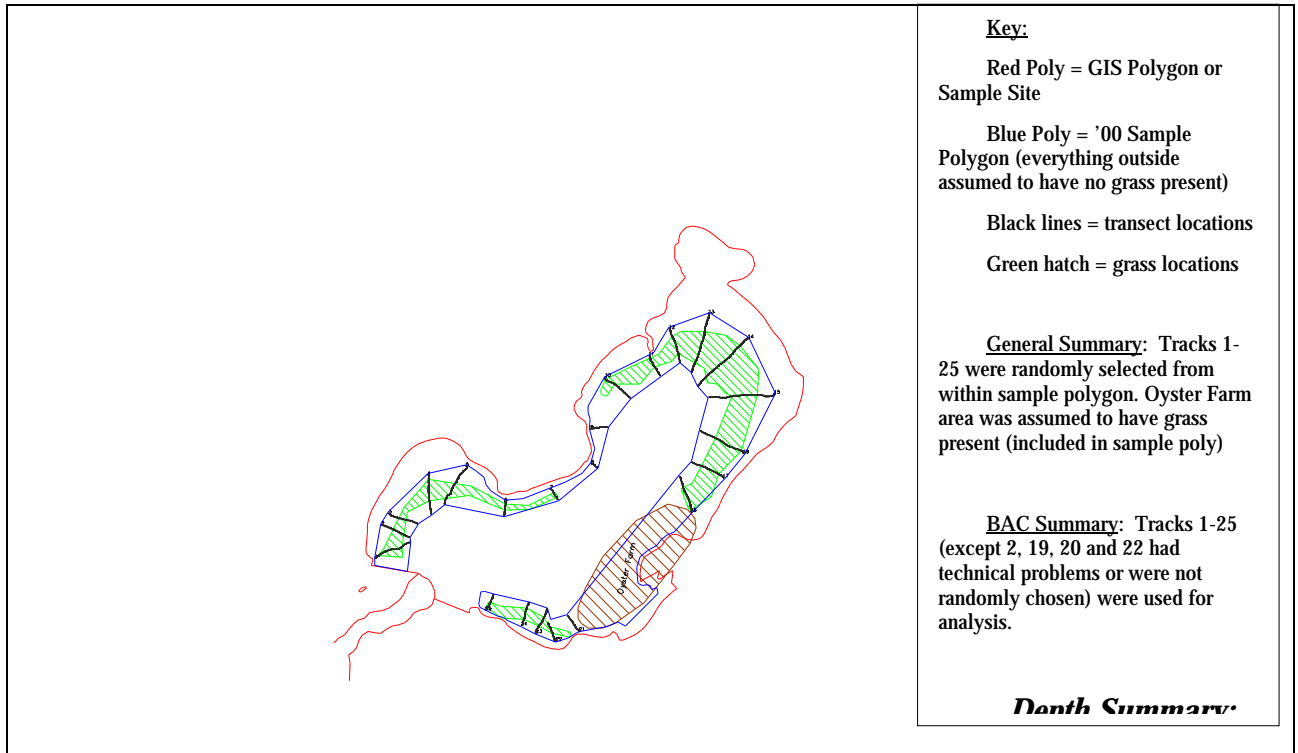 Key:
Red Poly = GIS Polygon or
Sample Site
Blue Poly = '00 Sample
Polygon (everything outside
assumed to have no grass present)
Black lines = transect locations
Green hatch = grass locations
General Summary: Tracks 1-
25 were randomly selected from
within sample polygon. Oyster Farm
area was assumed to have grass
present (included in sample poly)
BAC Summary: Tracks 1-25
(except 2, 19, 20 and 22 had
technical problems or were not
randomly chosen) were used for
analysis.
Depth Summary:
Oyster Farm